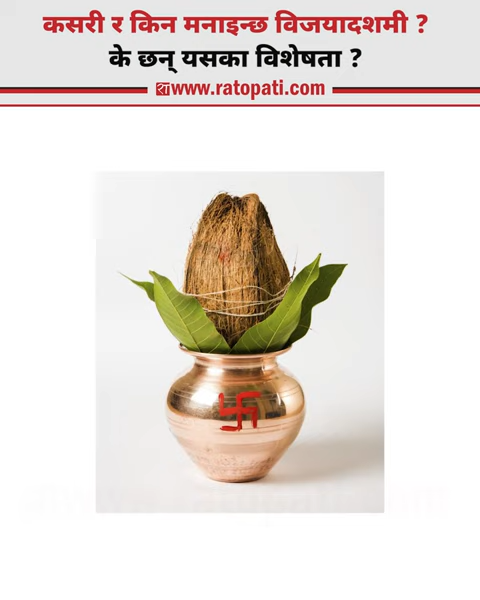 कसरी र किन मनाइन्छ विजयादशमी ?
के छन् यसका विशेषता ?
www.ratopati.com